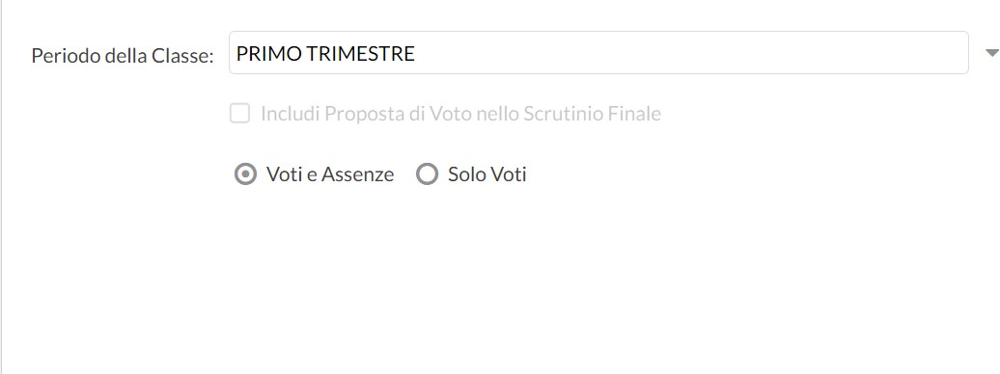 Periodo della Classe: PRIMO TRIMESTRE
Includi Proposta di Voto nello Scrutinio Finale
Voti e Assenze Solo Voti